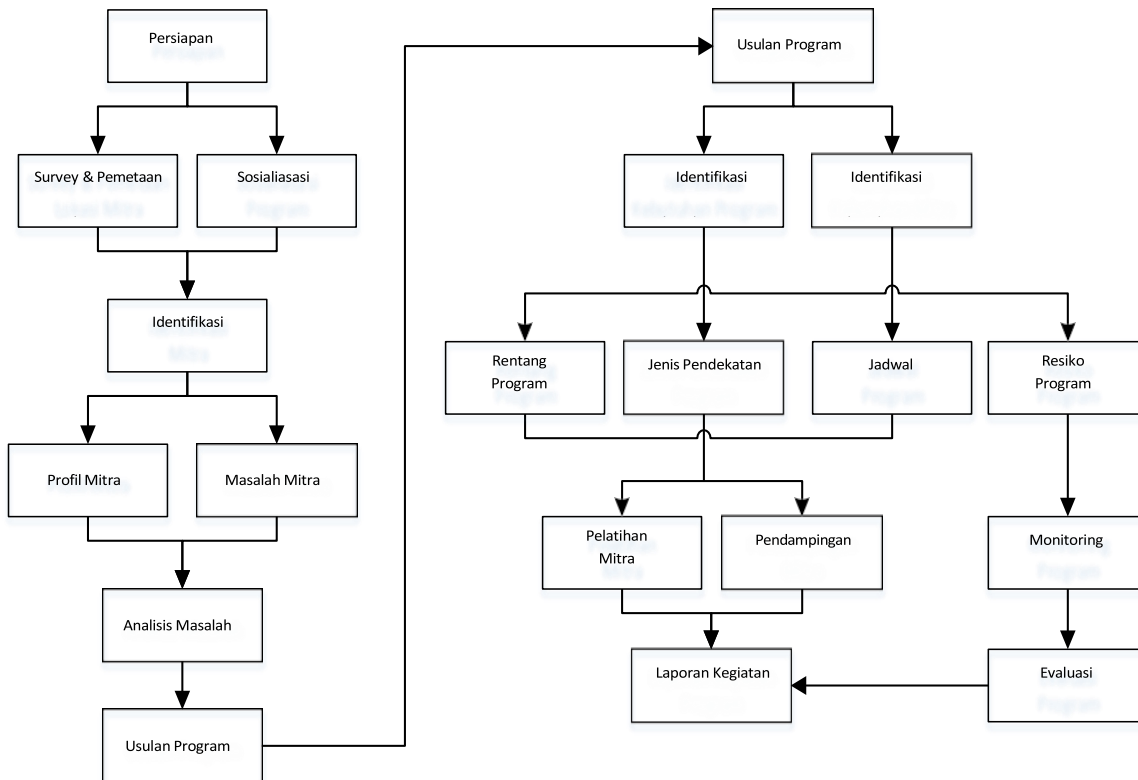 Persiapan
Survey & Pemetaan
Sosialiasasi
Identifikasi
Profil Mitra
Masalah Mitra
Analisis Masalah
Usulan Program
Usulan Program
Identifikasi
Identifikasi
Rentang
Program
Jenis Pendekatan
Jadwal
Resiko
Program
Pelatihan
Mitra
Pendampingan
Monitoring
Laporan Kegiatan
Evaluasi